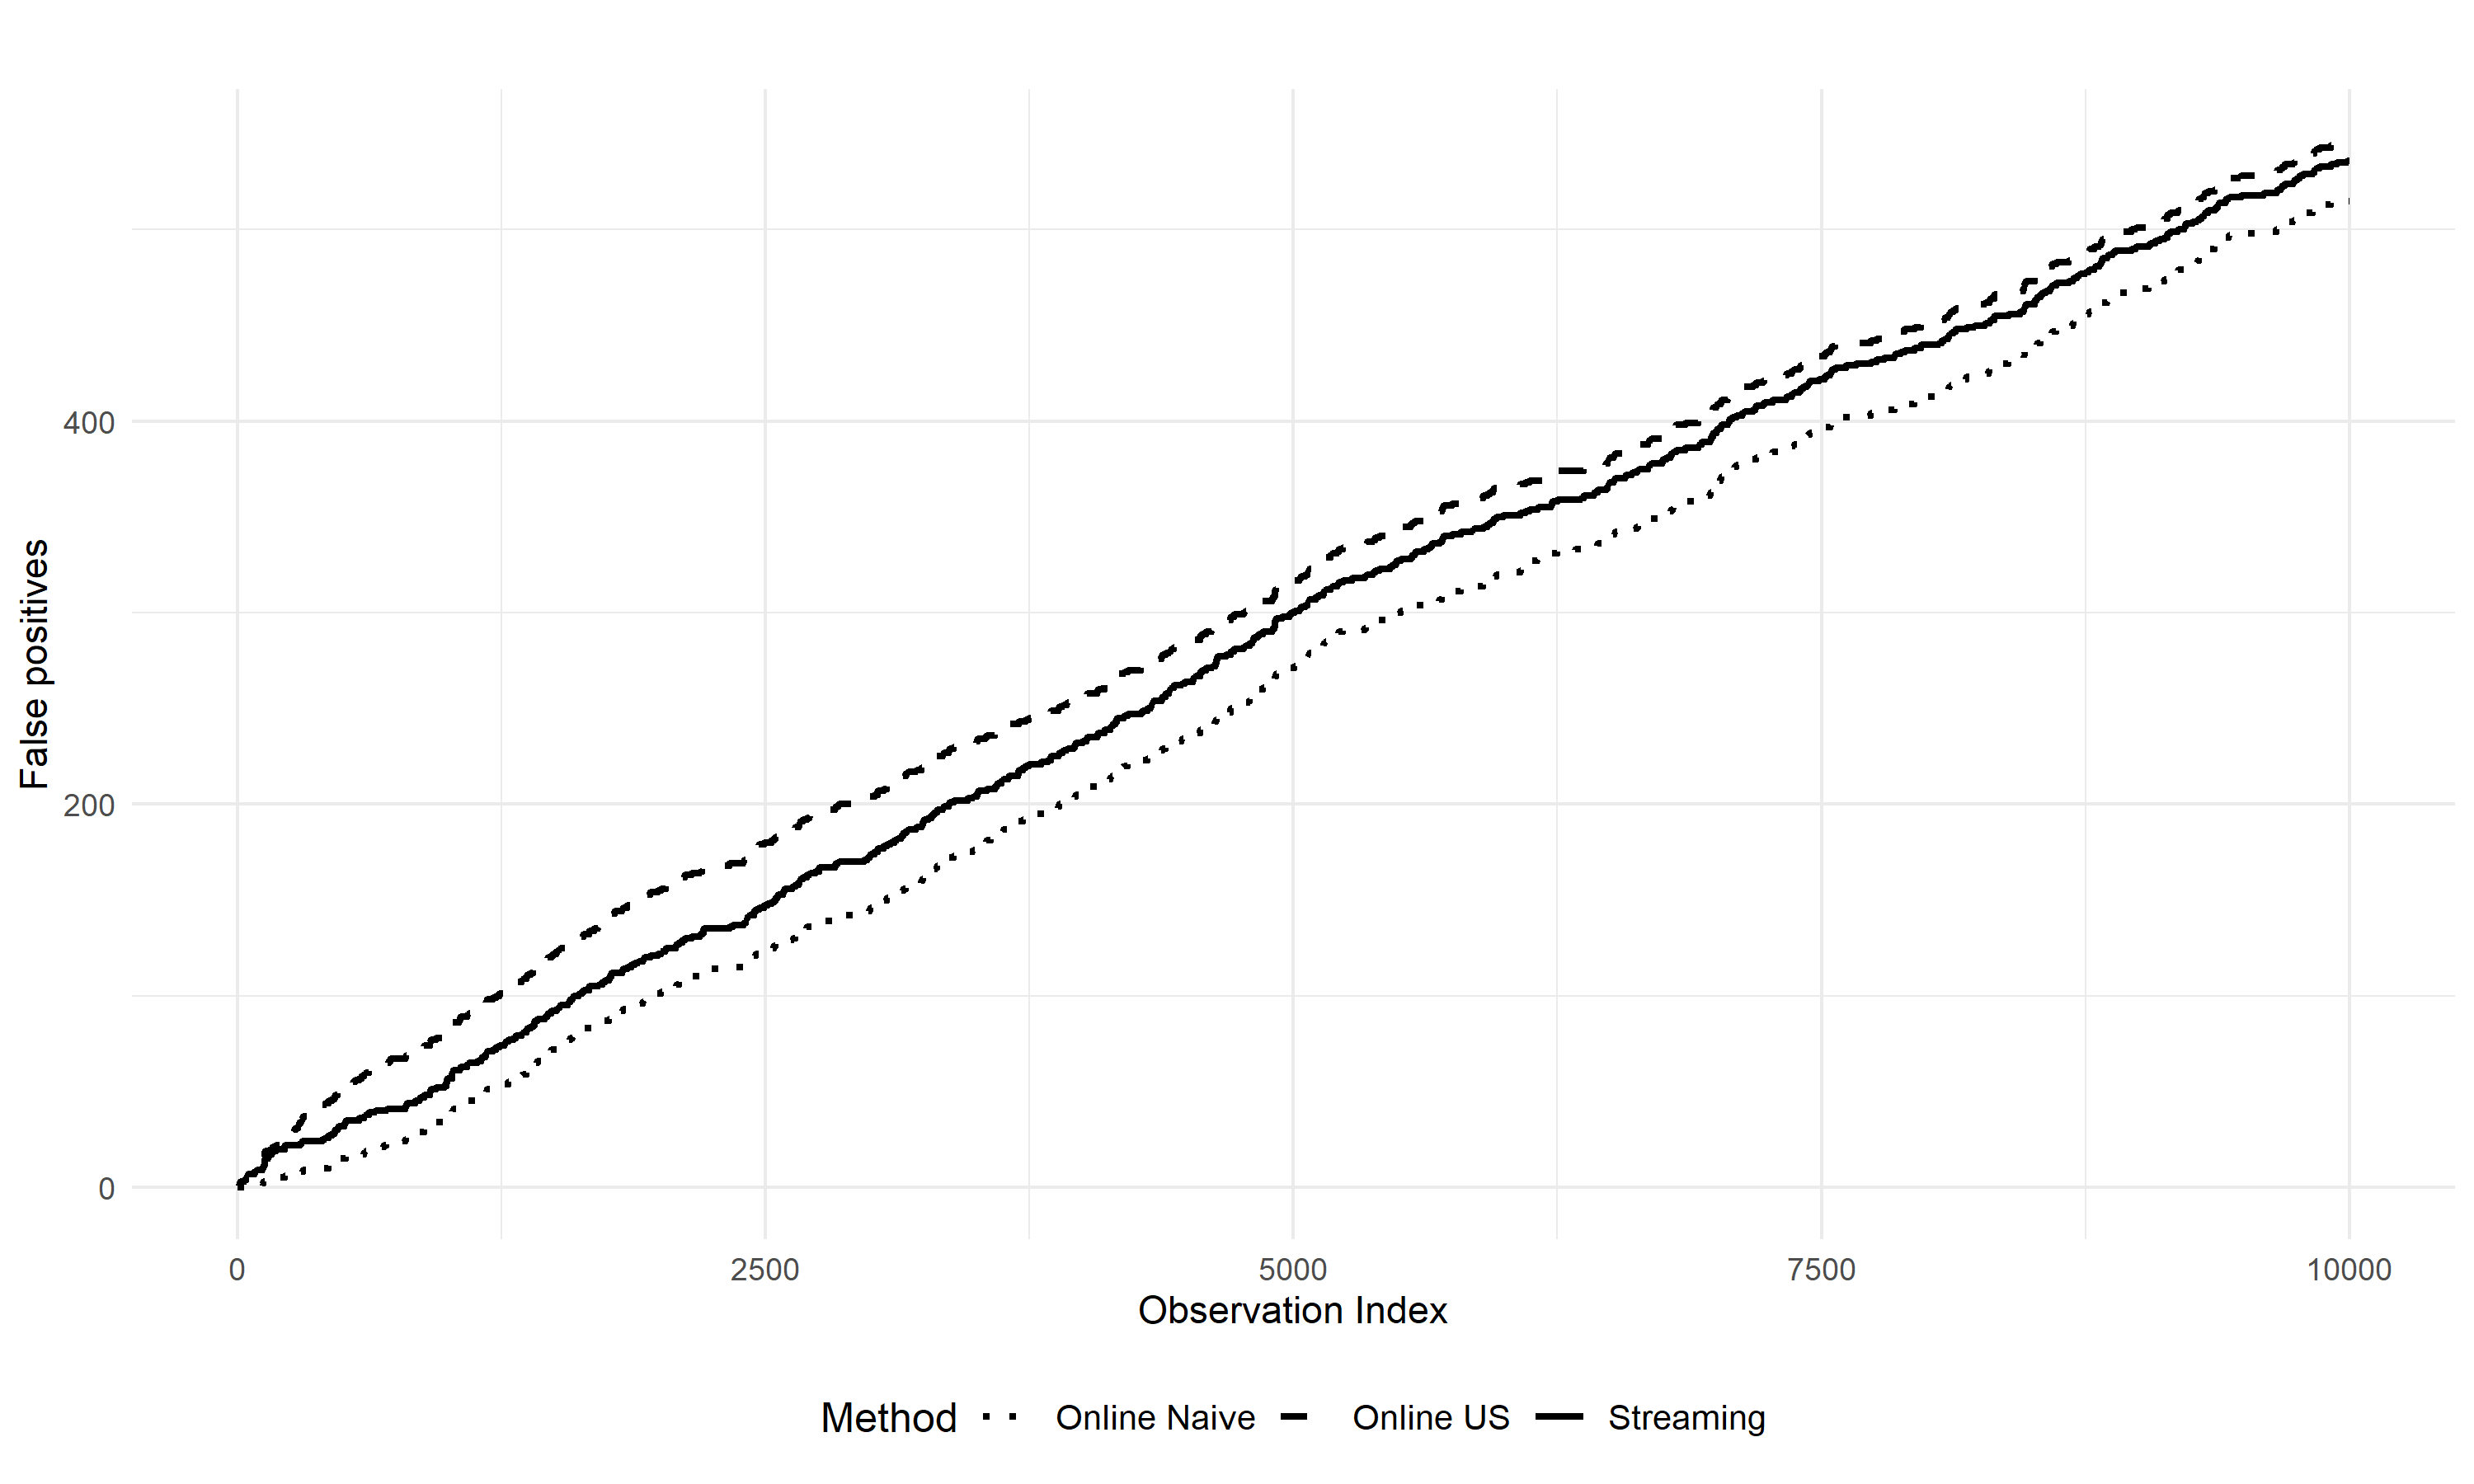 False positives
400
200
0
0 2500 5000 7500 10000
Observation Index
Method Online Naive Online US Streaming